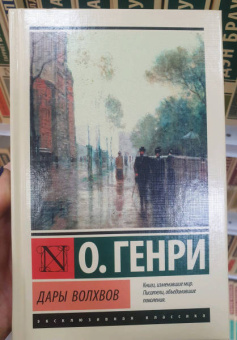 N
О. ГЕНРИ
Книги, изменившие мир.
Писатели, объединившие
поколения.
ДАРЫ ВОЛХВОВ
ЭКСКЛЮЗИВНАЯ КЛАССИКА